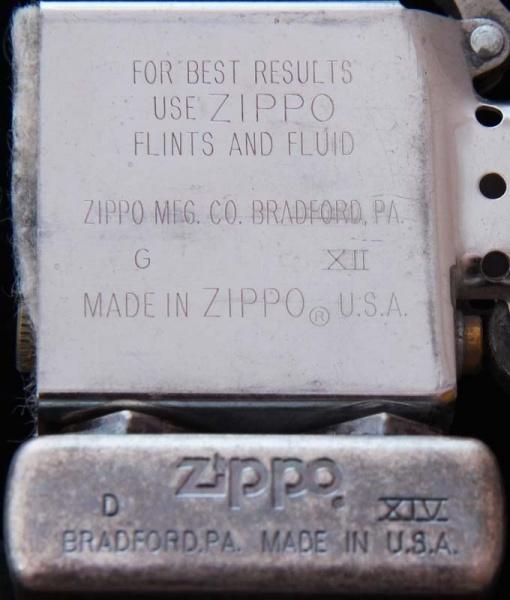 FOR BEST RESULTS
USE ZIPPO
FLINTS AND FLUID
ZIPPO MFG. CO. BRADFORD, PA.
G XII
MADE IN ZIPPO® U.S.A.
Zippo®
D XIV
BRADFORD,PA. MADE IN U.S.A.